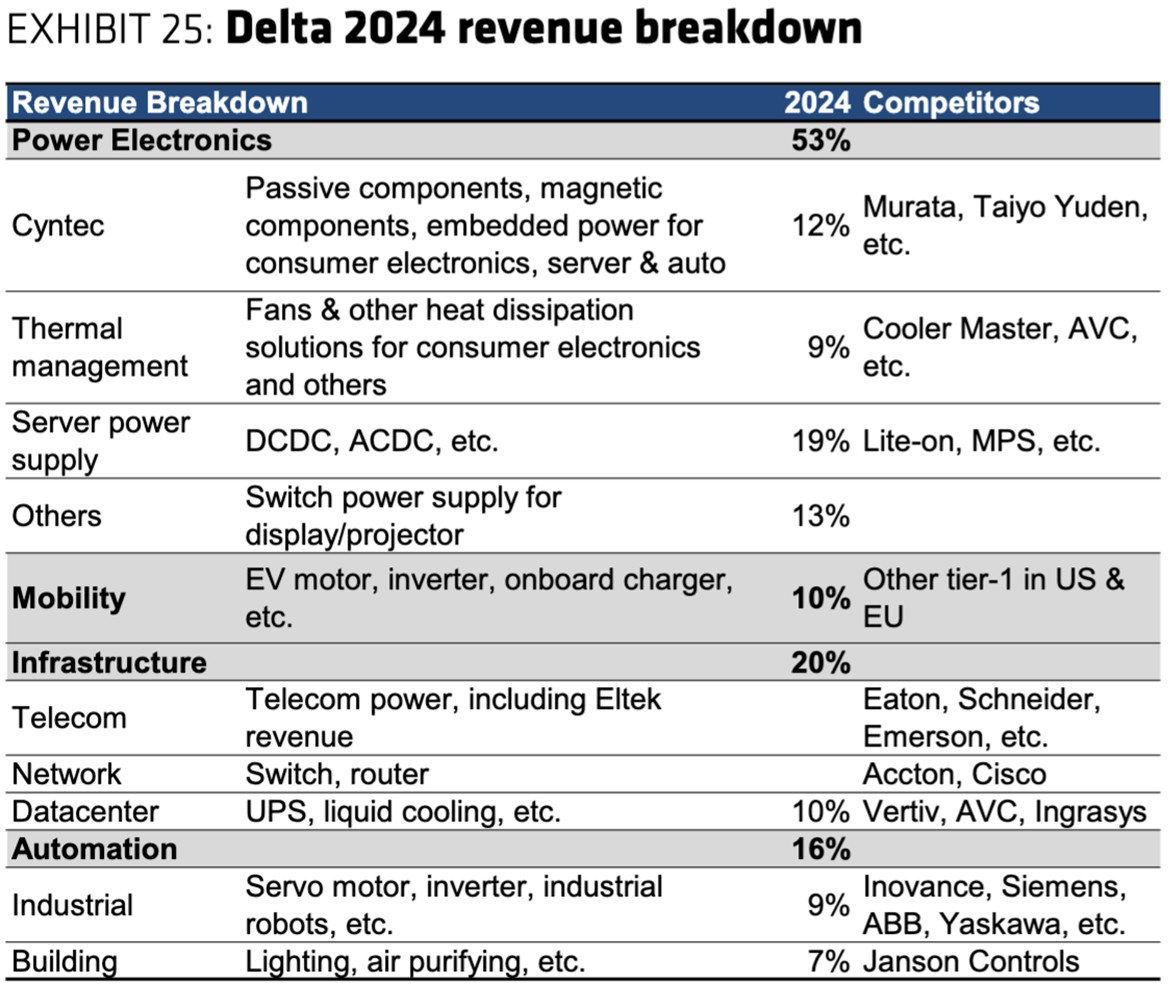 EXHIBIT 25: Delta 2024 revenue breakdown
Revenue Breakdown 2024 Competitors
Power Electronics 53%
Cyntec
Passive components, magnetic
components, embedded power for
consumer electronics, server & auto
12%
Murata, Taiyo Yuden,
etc.
Thermal
management
Fans & other heat dissipation
solutions for consumer electronics
and others
9%
Cooler Master, AVC,
etc.
Server power
supply
DCDC, ACDC, etc.
19%
Lite-on, MPS, etc.
Others
Switch power supply for
display/projector
13%
Mobility
EV motor, inverter, onboard charger,
etc.
10%
Other tier-1 in US &
EU
Infrastructure 20%
Telecom
Telecom power, including Eltek
revenue
Eaton, Schneider,
Emerson, etc.
Network Switch, router Accton, Cisco
Datacenter UPS, liquid cooling, etc. 10% Vertiv, AVC, Ingrasys
Automation 16%
Industrial
Servo motor, inverter, industrial
robots, etc.
9%
Inovance, Siemens,
ABB, Yaskawa, etc.
Building Lighting, air purifying, etc. 7% Janson Controls